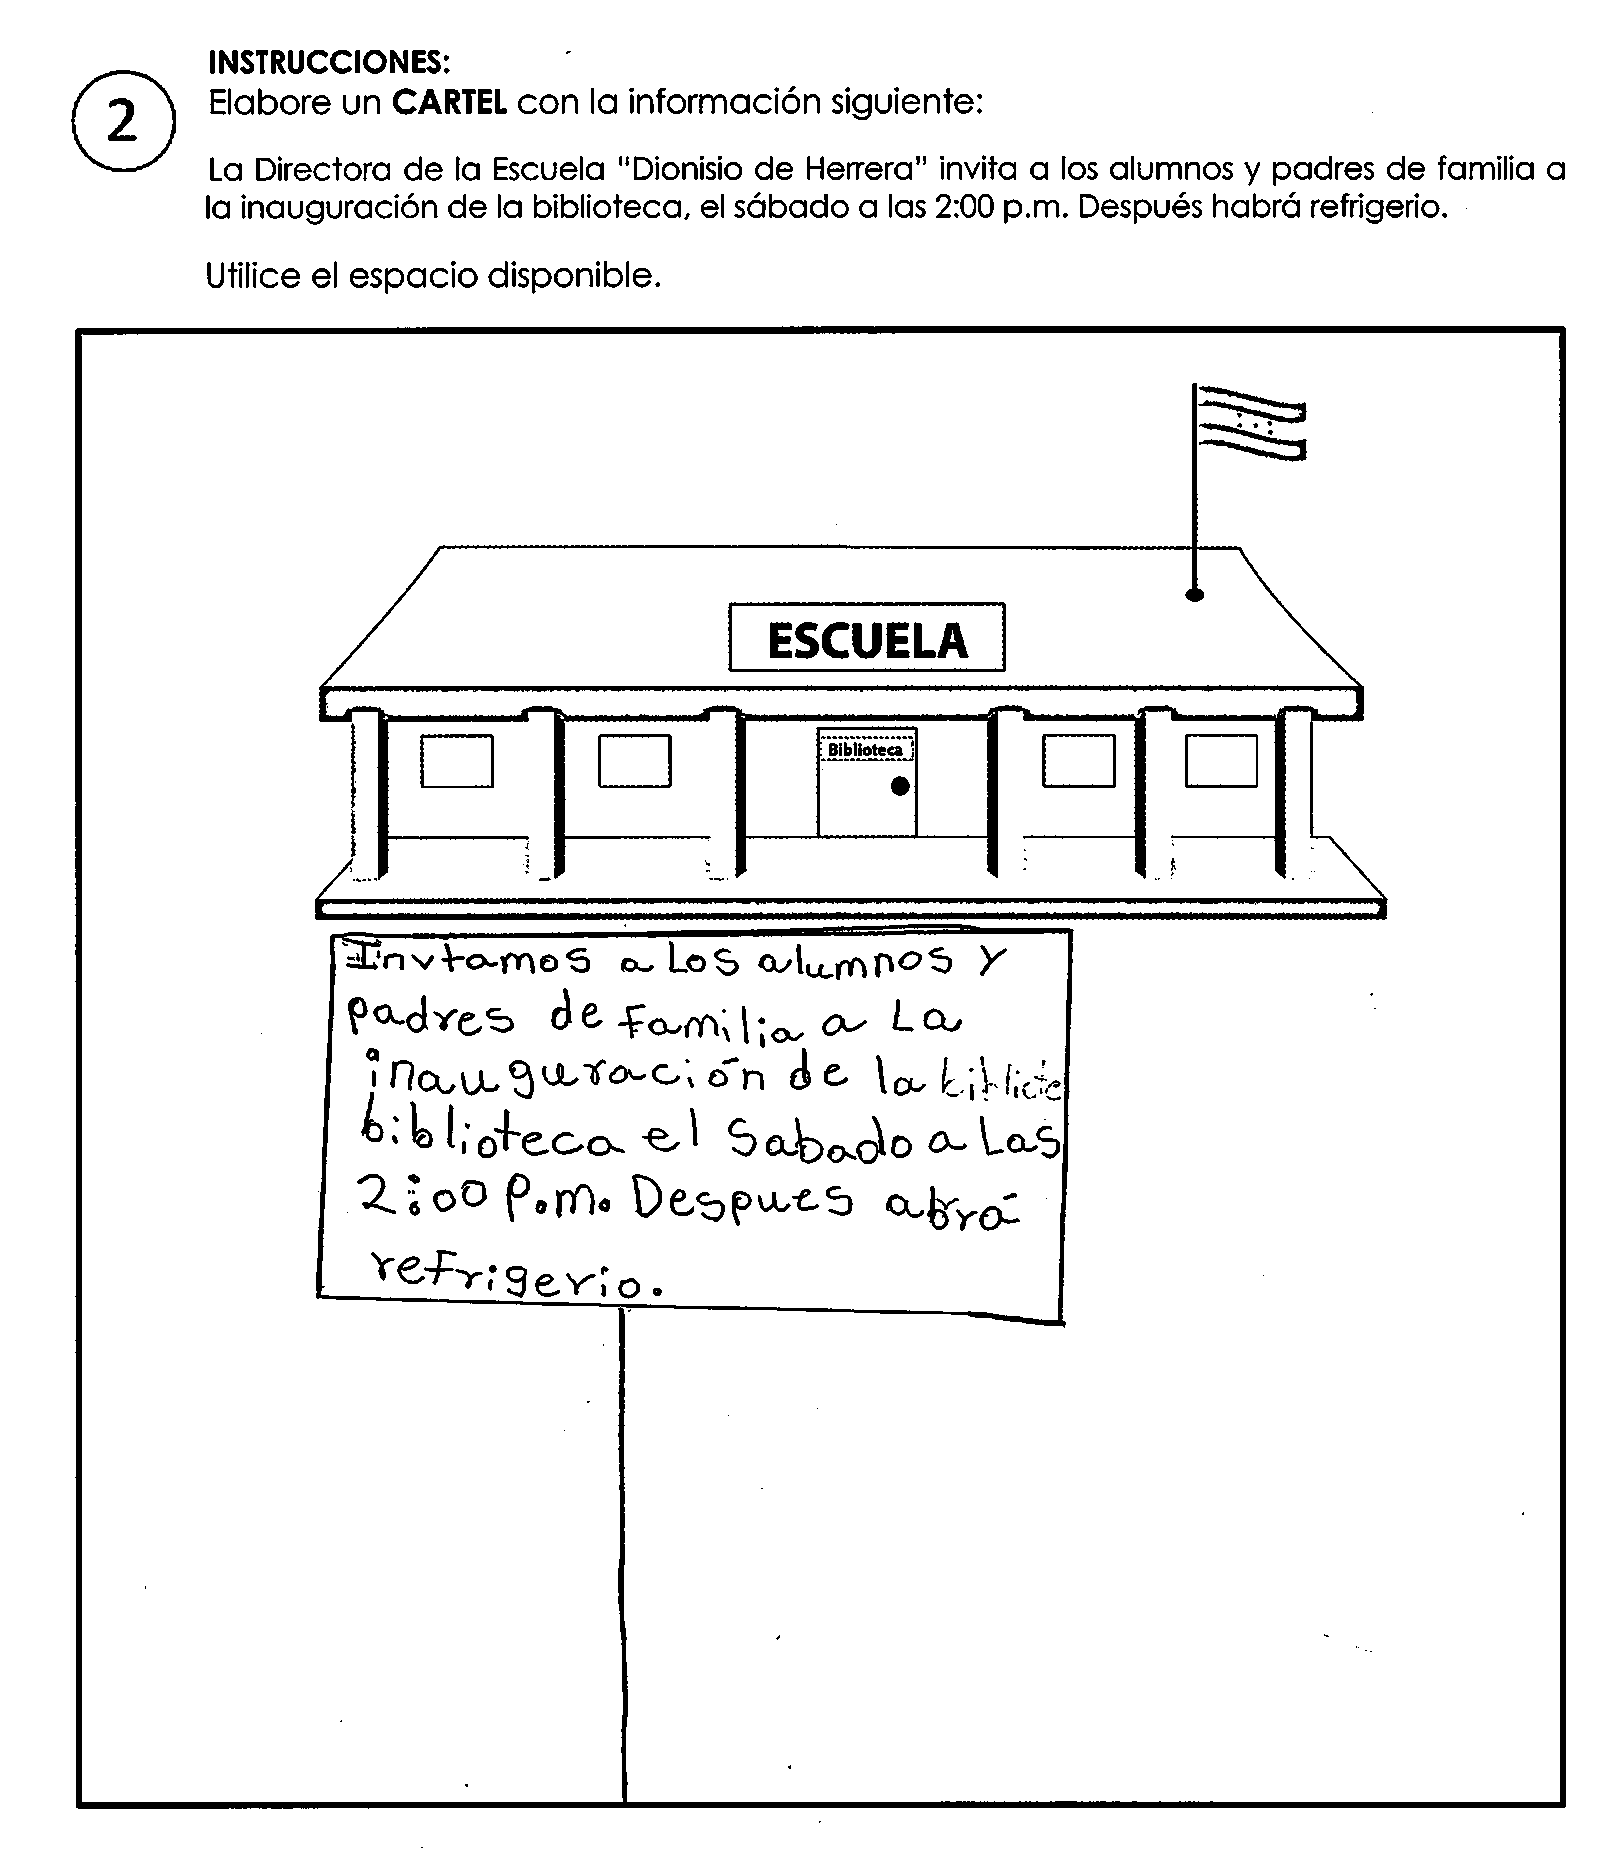 2
INSTRUCCIONES:
Elabore un CARTEL con la información siguiente:
La Directora de la Escuela "Dionisio de Herrera" invita a los alumnos y padres de familia a
la inauguración de la biblioteca, el sábado a las 2:00 p.m. Después habrá refrigerio.
Utilice el espacio disponible.
ESCUELA
Biblioteca
Invtamos a Los alumnos y
padres de familia a La
inauguración de la
biblioteca el Sabado a Las
2:00 P.m. Despues abrá
refrigerio.